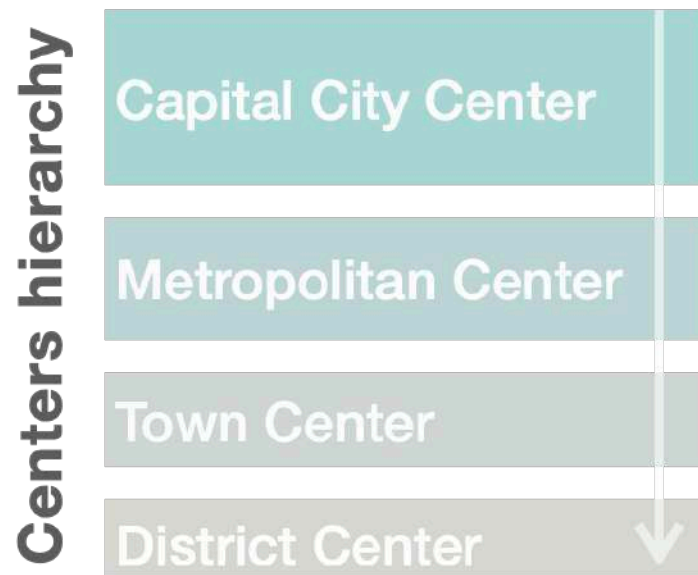 Centers hierarchy
Capital City Center
Metropolitan Center
Town Center
District Center